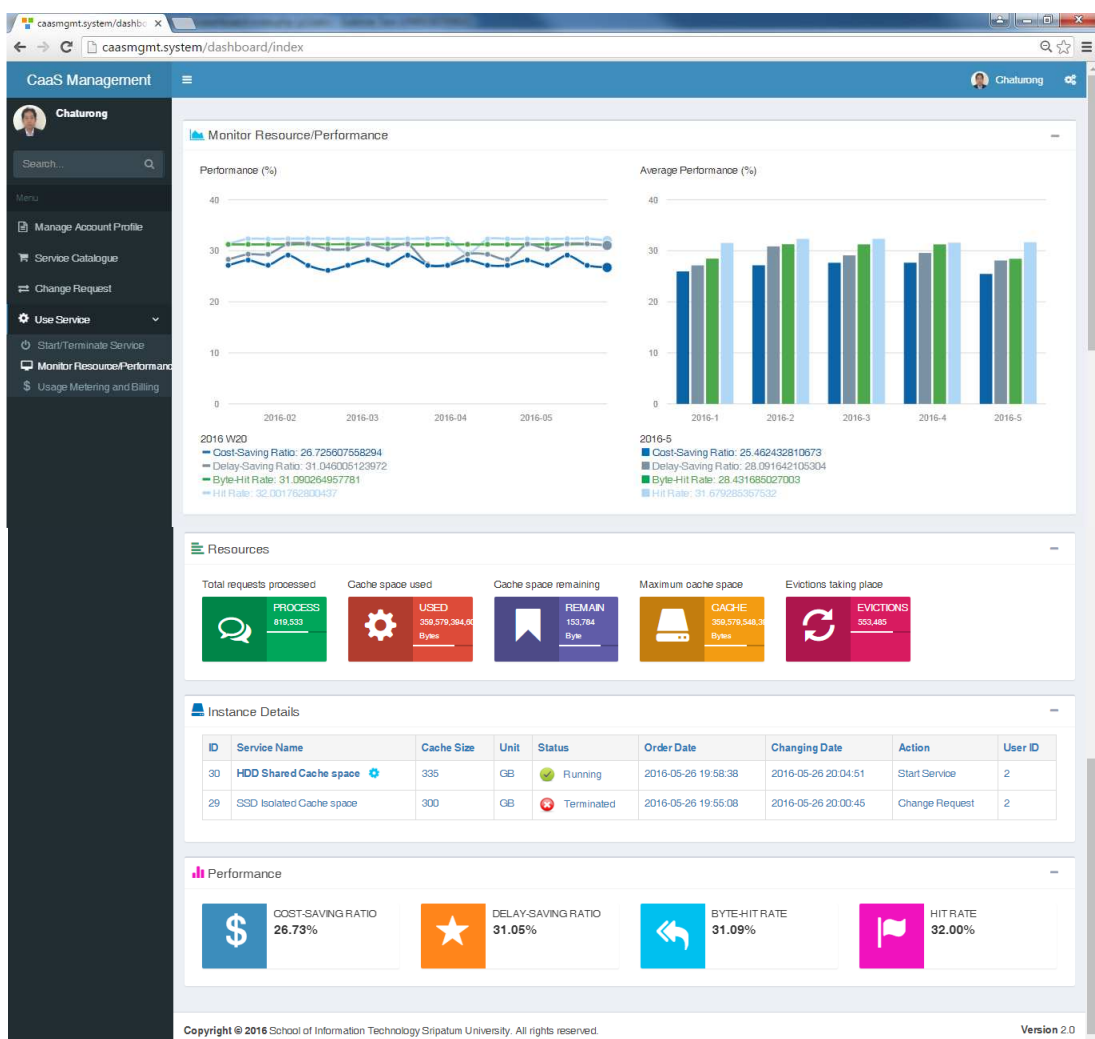 caasmgmt.system/dashbo
caasmgmt.system/dashboard/index
CaaS Management
Chaturong
Chaturong
Search...
Menu
Manage Account Profile
Service Catalogue
Change Request
Use Service
Start/Terminate Service
Monitor Resource/Performanc
Usage Metering and Billing
Monitor Resource/Performance
Performance (%)
40
30
20
10
0
2016-02 2016-03 2016-04 2016-05
2016 W20
Cost-Saving Ratio: 26.725607558294
Delay-Saving Ratio: 31.046005123972
Byte-Hit Rate: 31.090264957781
Hit Rate: 32.001762800437
Average Performance (%)
40
30
20
10
0
2016-1 2016-2 2016-3 2016-4 2016-5
2016-5
Cost-Saving Ratio: 25.462432810673
Delay-Saving Ratio: 28.091642105304
Byte-Hit Rate: 28.431685027003
Hit Rate: 31.679285367532
Resources
Total requests processed Cache space used Cache space remaining Maximum cache space Evictions taking place
PROCESS
819,533
USED
359,579,394,60
Bytes
REMAIN
153,784
Byte
CACHE
359,579,548,3
Bytes
EVICTIONS
553,485
Instance Details
ID Service Name Cache Size Unit Status Order Date Changing Date Action User ID
30 HDD Shared Cache space 335 GB Running 2016-05-26 19:58:38 2016-05-26 20:04:51 Start Service 2
29 SSD Isolated Cache space 300 GB Terminated 2016-05-26 19:55:08 2016-05-26 20:00:45 Change Request 2
Performance
COST-SAVING RATIO
26.73%
DELAY-SAVING RATIO
31.05%
BYTE-HIT RATE
31.09%
HIT RATE
32.00%
Copyright © 2016 School of Information Technology Sripatum University. All rights reserved.
Version 2.0